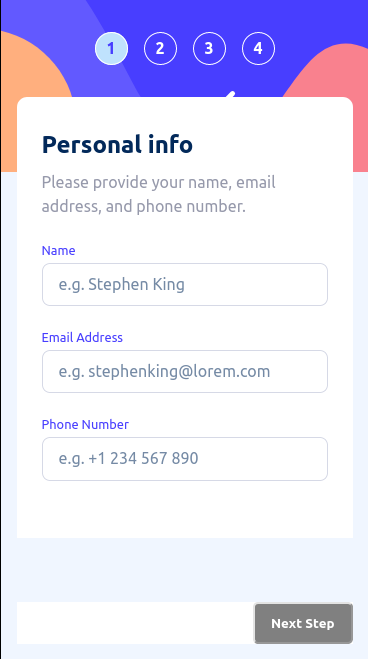 1 2 3 4
Personal info
Please provide your name, email
address, and phone number.
Name
e.g. Stephen King
Email Address
e.g. stephenking@lorem.com
Phone Number
e.g. +1 234 567 890
Next Step